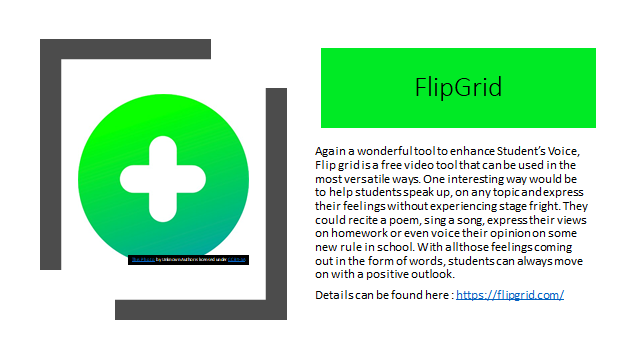 FlipGrid
Again a wonderful tool to enhance Student's Voice,
Flip grid is a free video tool that can be used in the
most versatile ways. One interesting way would be
to help students speak up, on any topic and express
their feelings without experiencing stage fright. They
could recite a poem, sing a song, express their views
on homework or even voice their opinion on some
new rule in school. With all those feelings coming
out in the form of words, students can always move
on with a positive outlook.
Details can be found here : https://flipgrid.com/
This Photo by Unknown Author is licensed under